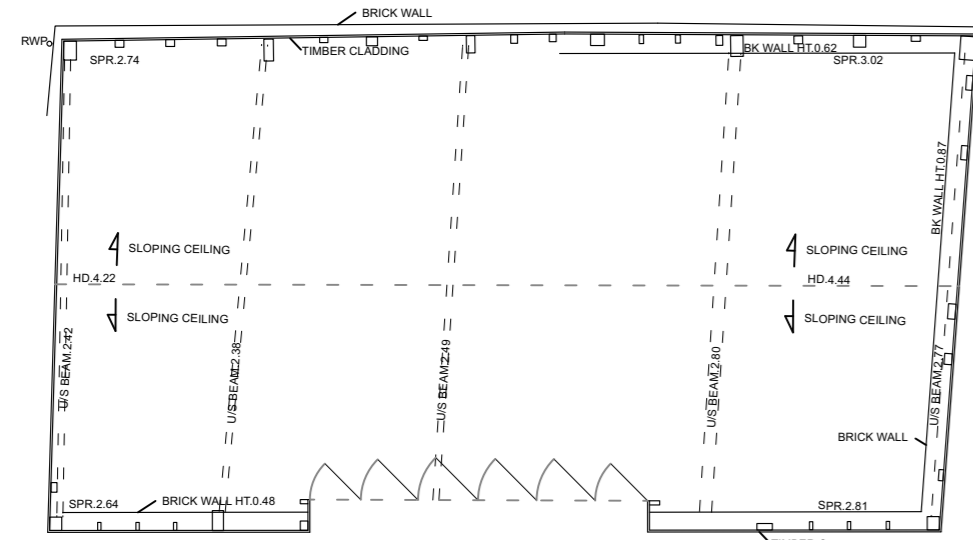 BRICK WALL
RWP
TIMBER CLADDING
BK WALL HT.0.62
SPR.2.74
SPR.3.02
BK WALL HT.0.87
SLOPING CEILING
SLOPING CEILING
HD.4.22
HD.4.44
SLOPING CEILING
SLOPING CEILING
U/S BEAM.2.42
U/S BEAM.2.38
U/S BEAM.2.49
U/S BEAM.2.80
U/S BEAM.2.77
BRICK WALL
SPR.2.64
BRICK WALL HT.0.48
SPR.2.81